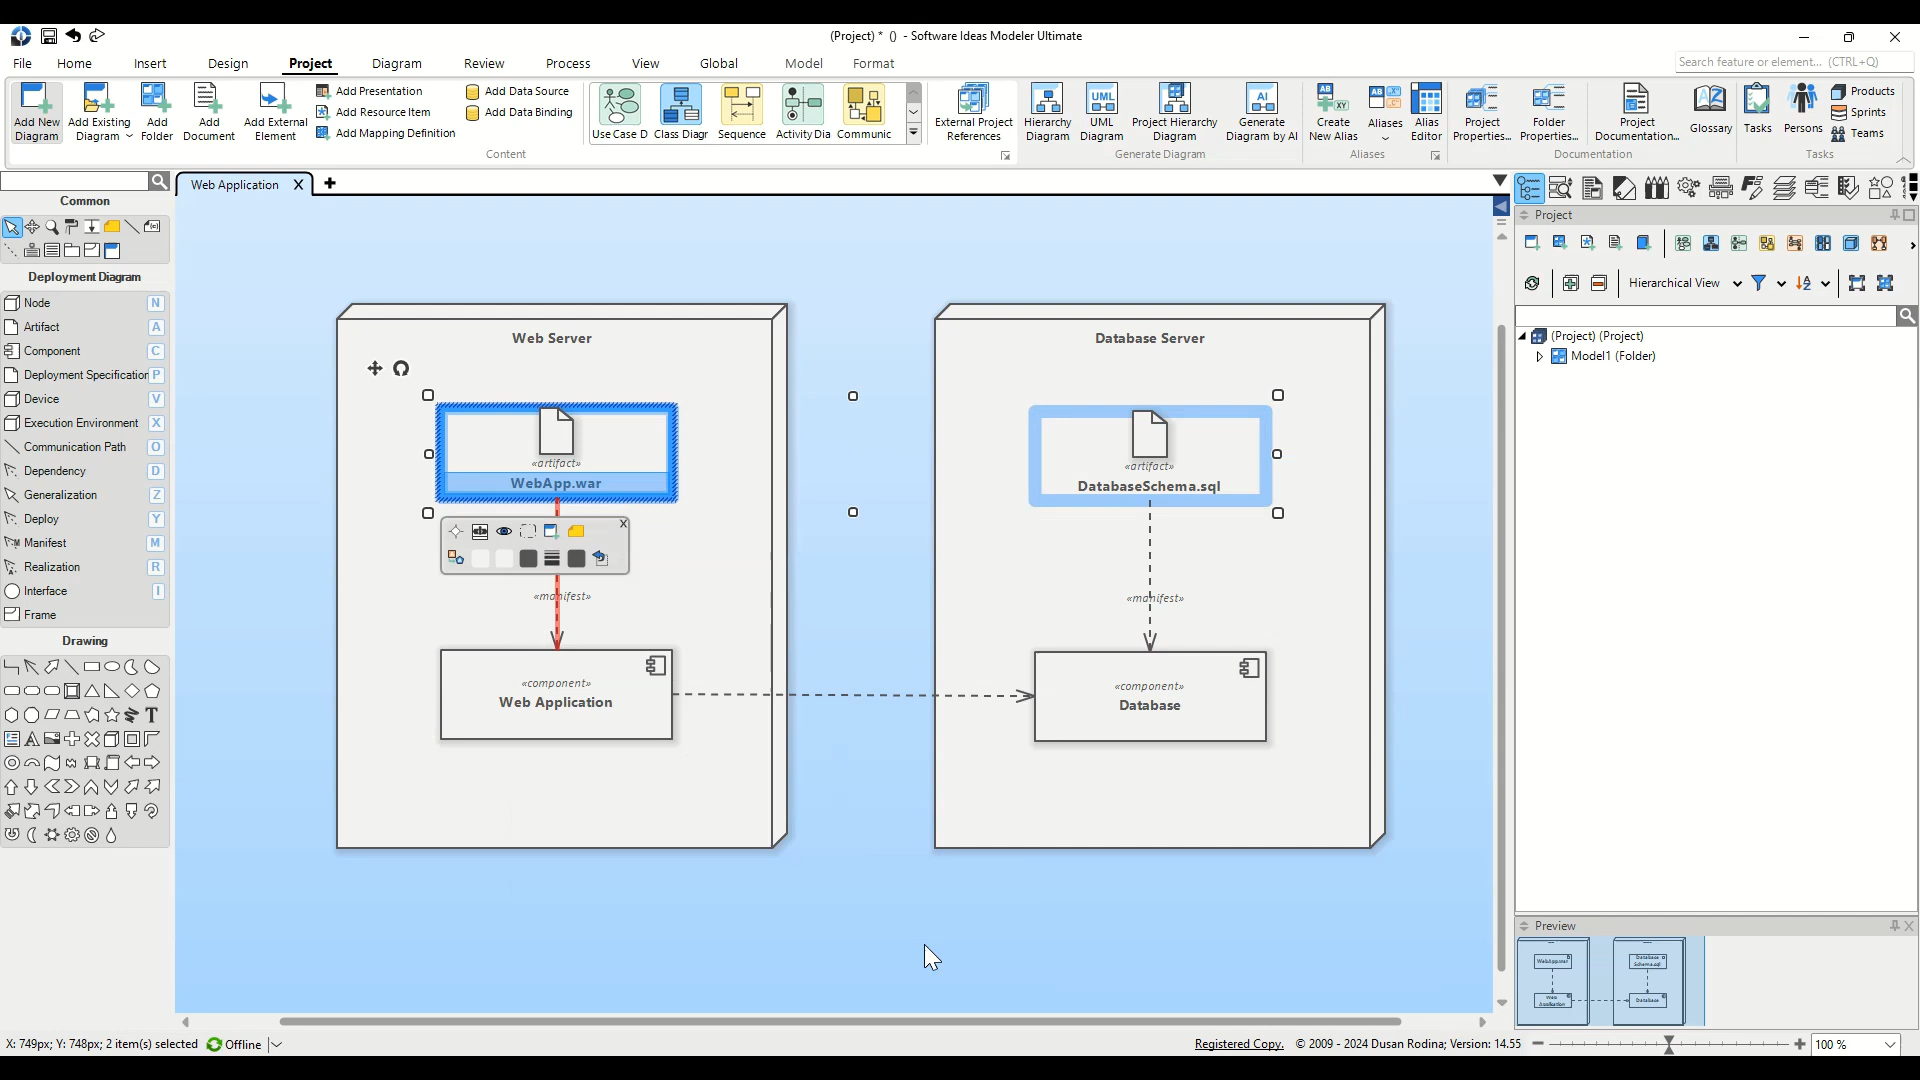 (Project) * () - Software Ideas Modeler Ultimate
File Home Insert Design Project Diagram Review Process View Global Model Format
Search feature or element... (CTRL+Q)
Add New Diagram
Add Existing Diagram
Add Folder
Add Document
Add External Element
Add Presentation
Add Resource Item
Add Mapping Definition
Add Data Source
Add Data Binding
Content
Use Case D
Class Diagr
Sequence
Activity Dia
Communic
External Project References
Hierarchy Diagram
UML Diagram
Project Hierarchy Diagram
Generate Diagram by AI
Generate Diagram
Create New Alias
Aliases
Alias Editor
Aliases
Project Properties...
Folder Properties...
Project Documentation...
Glossary
Documentation
Tasks
Persons
Products
Sprints
Teams
Tasks
Web Application X
Common
Deployment Diagram
Node N
Artifact A
Component C
Deployment Specification P
Device V
Execution Environment X
Communication Path O
Dependency D
Generalization Z
Deploy Y
Manifest M
Realization R
Interface I
Frame
Drawing
Web Server
«artifact»
WebApp.war
«manifest»
«component»
Web Application
Database Server
«artifact»
DatabaseSchema.sql
«manifest»
«component»
Database
Project
Hierarchical View
(Project) (Project)
Model1 (Folder)
Preview
WebApp.war
Database
Schema.sql
Web
Application
Database
X: 749px; Y: 748px; 2 item(s) selected
Offline
Registered Copy.
© 2009 - 2024 Dusan Rodina; Version: 14.55
100 %